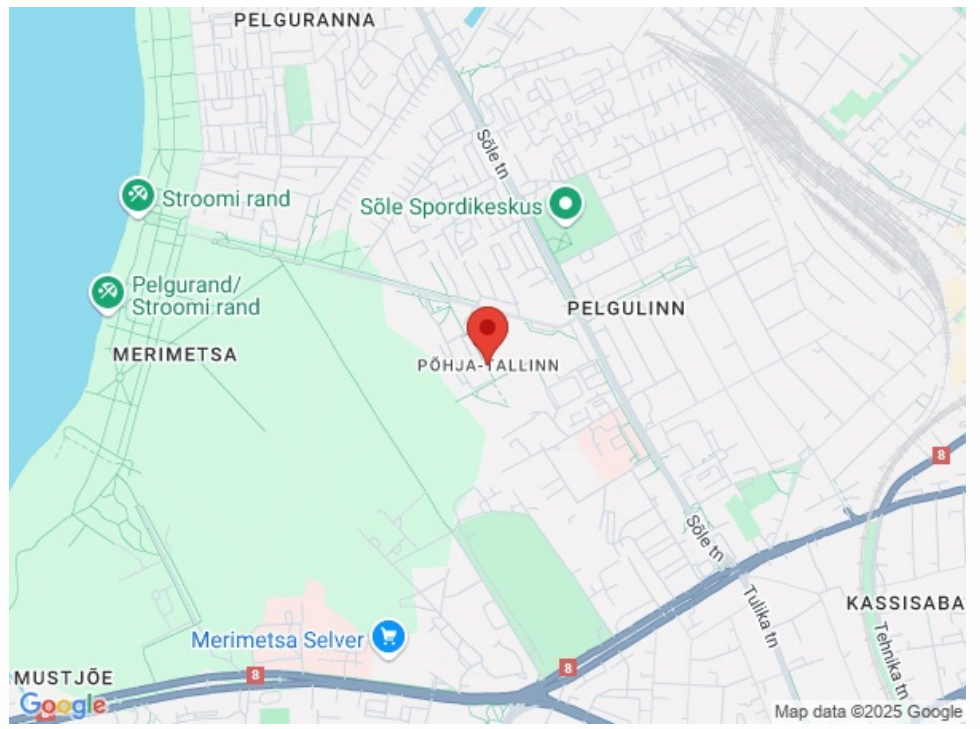 PELGURANNA
Sõle tn
Stroomi rand
Sõle Spordikeskus
Pelgurand/
Stroomi rand
PELGULINN
MERIMETSA
PÕHJA-TALLINN
8
Sõle tn
Tulika tn
KASSISABA
Tehnika tn
Merimetsa Selver
8
8
MUSTJÕE
8
Google
Map data ©2025 Google